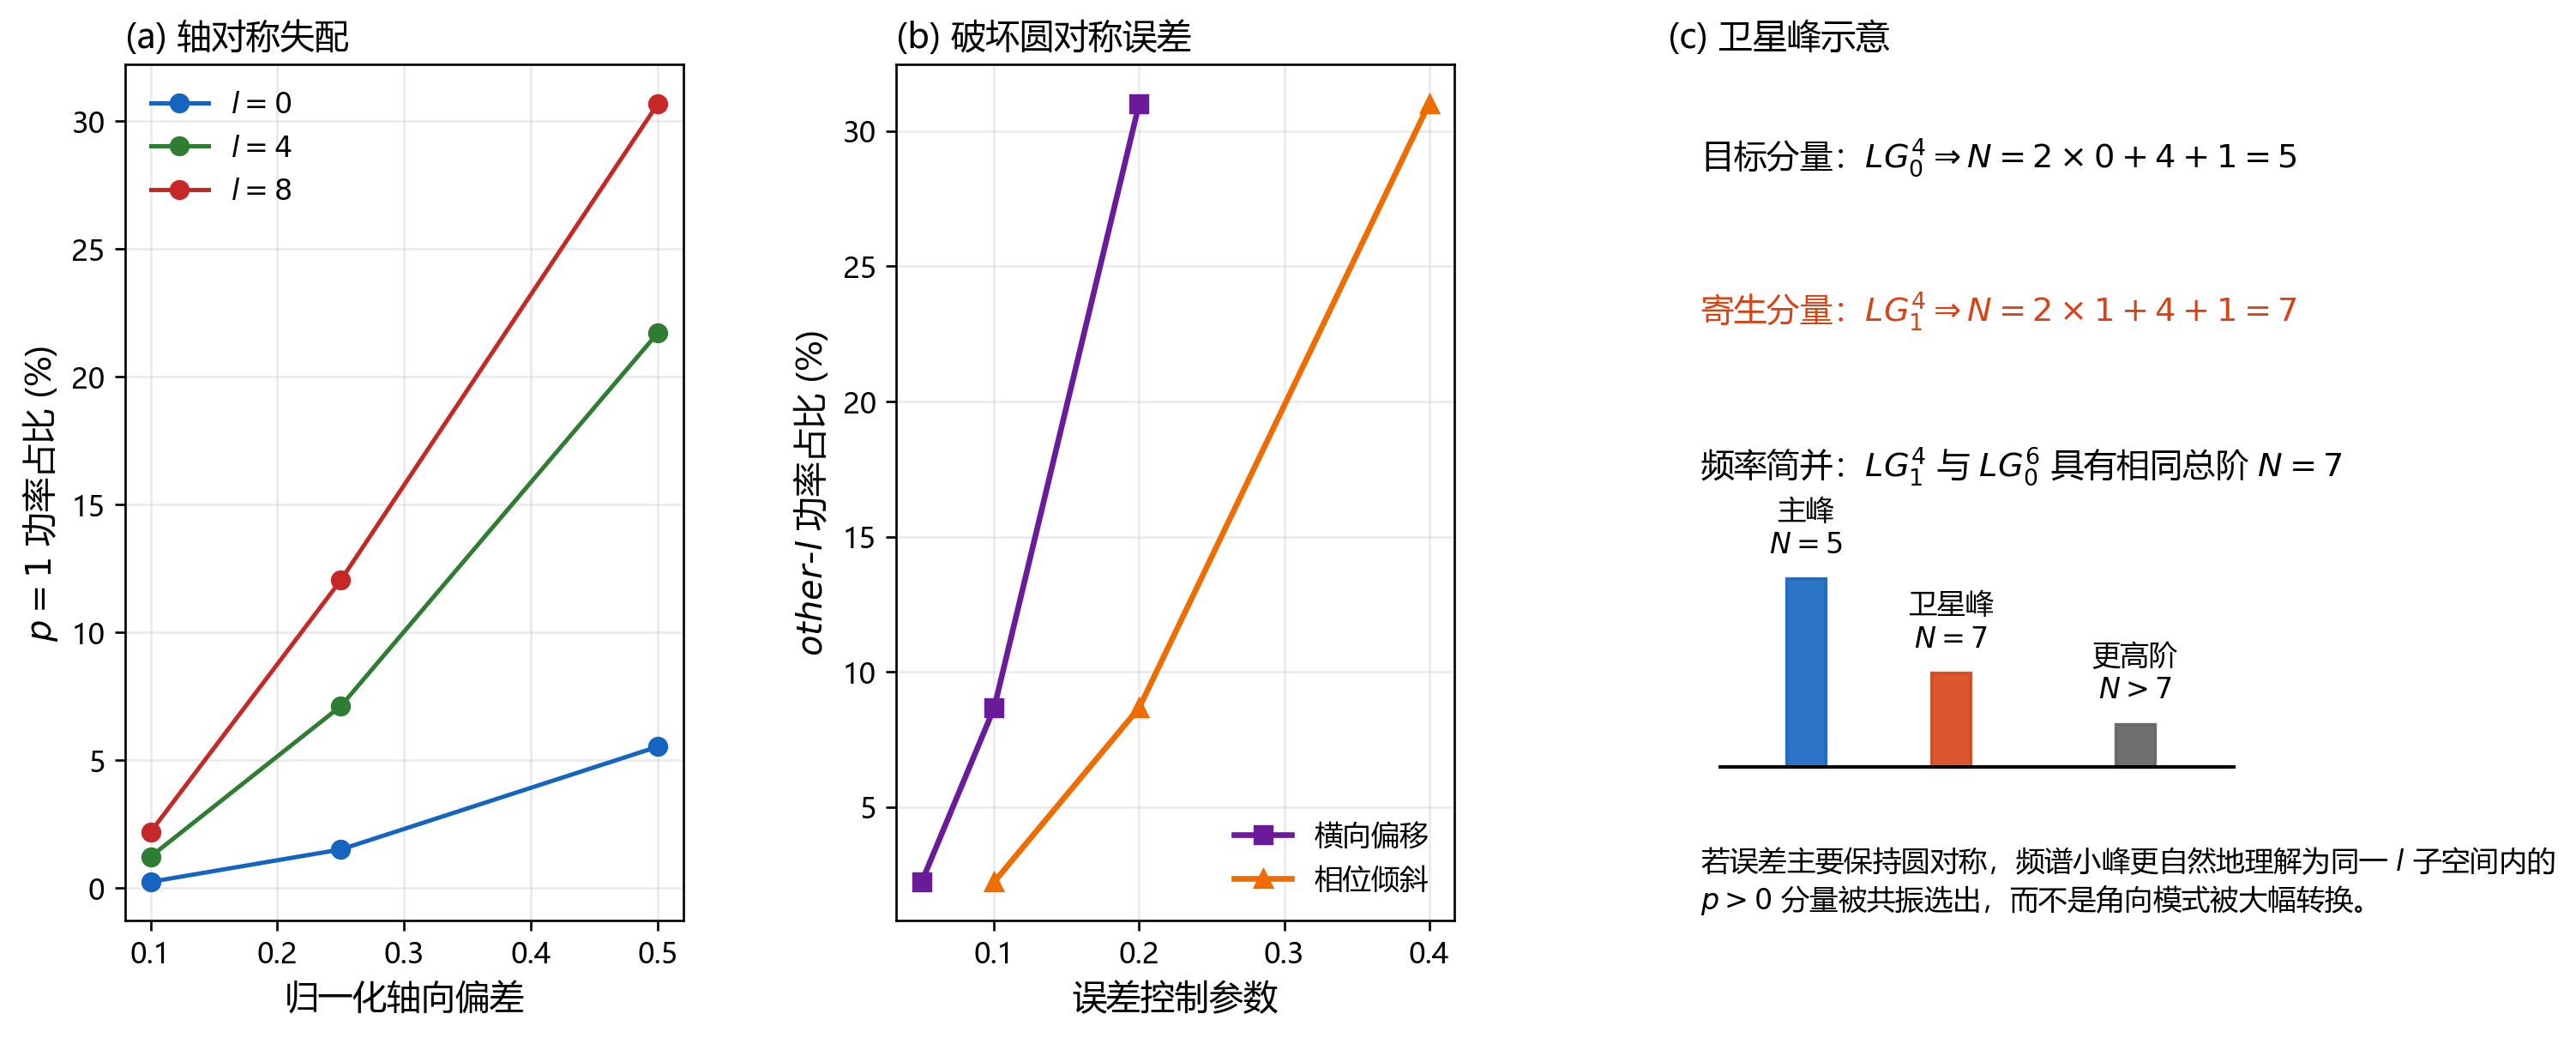 (a) 轴对称失配
l = 0
l = 4
l = 8
p = 1 功率占比 (%)
30
25
20
15
10
5
0
0.1
0.2
0.3
0.4
0.5
归一化轴向偏差
(b) 破坏圆对称误差
other-l 功率占比 (%)
30
25
20
15
10
5
横向偏移
相位倾斜
0.1
0.2
0.3
0.4
误差控制参数
(c) 卫星峰示意
目标分量：$LG_0^4 ⇒ N = 2 × 0 + 4 + 1 = 5$
寄生分量：$LG_1^4 ⇒ N = 2 × 1 + 4 + 1 = 7$
频率简并：$LG_1^4$ 与 $LG_0^6$ 具有相同总阶 N = 7
主峰
N = 5
卫星峰
N = 7
更高阶
N > 7
若误差主要保持圆对称，频谱小峰更自然地理解为同一 l 子空间内的
p > 0 分量被共振选出，而不是角向模式被大幅转换。